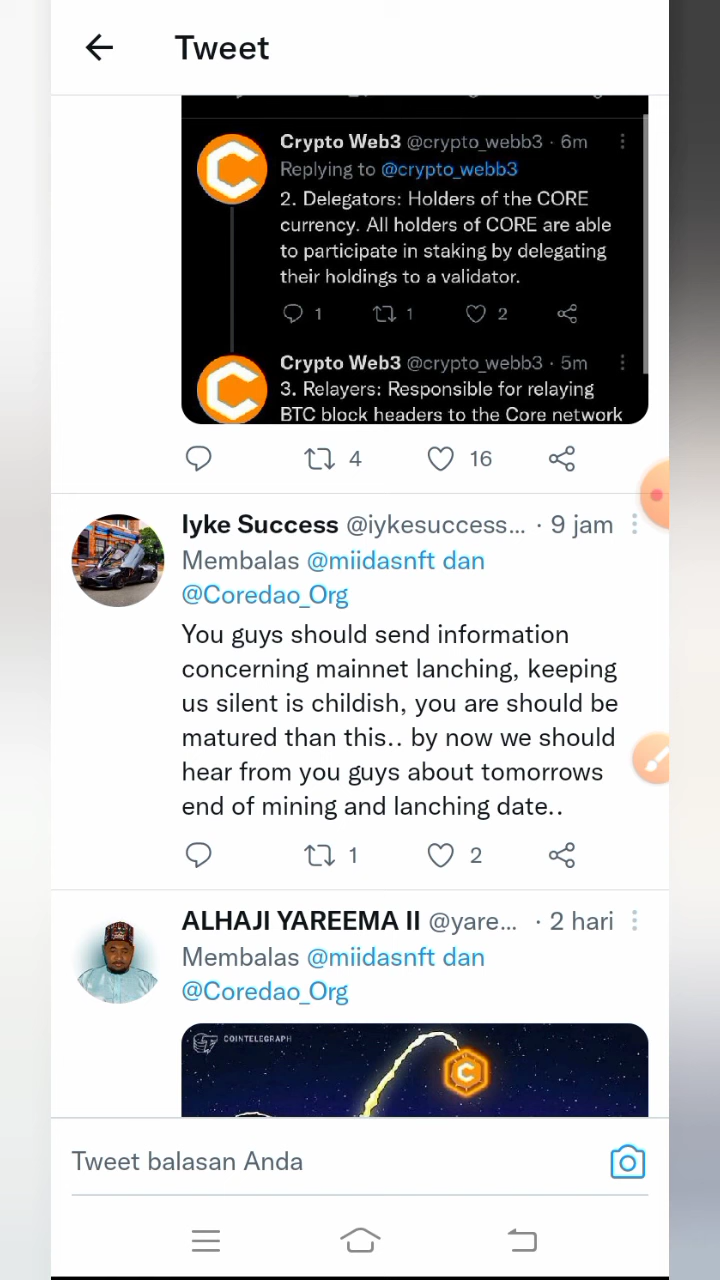 Tweet
Crypto Web3 @crypto_webb3 · 6m
Replying to @crypto_webb3
2. Delegators: Holders of the CORE
currency. All holders of CORE are able
to participate in staking by delegating
their holdings to a validator.
1 1 2
Crypto Web3 @crypto_webb3 · 5m
3. Relayers: Responsible for relaying
BTC block headers to the Core network
4 16
Iyke Success @iykesuccess... · 9 jam
Membalas @miidasnft dan
@Coredao_Org
You guys should send information
concerning mainnet lanching, keeping
us silent is childish, you are should be
matured than this.. by now we should
hear from you guys about tomorrows
end of mining and lanching date..
1 2
ALHAJI YAREEMA II @yare... · 2 hari
Membalas @miidasnft dan
@Coredao_Org
COINTELEGRAPH
Tweet balasan Anda